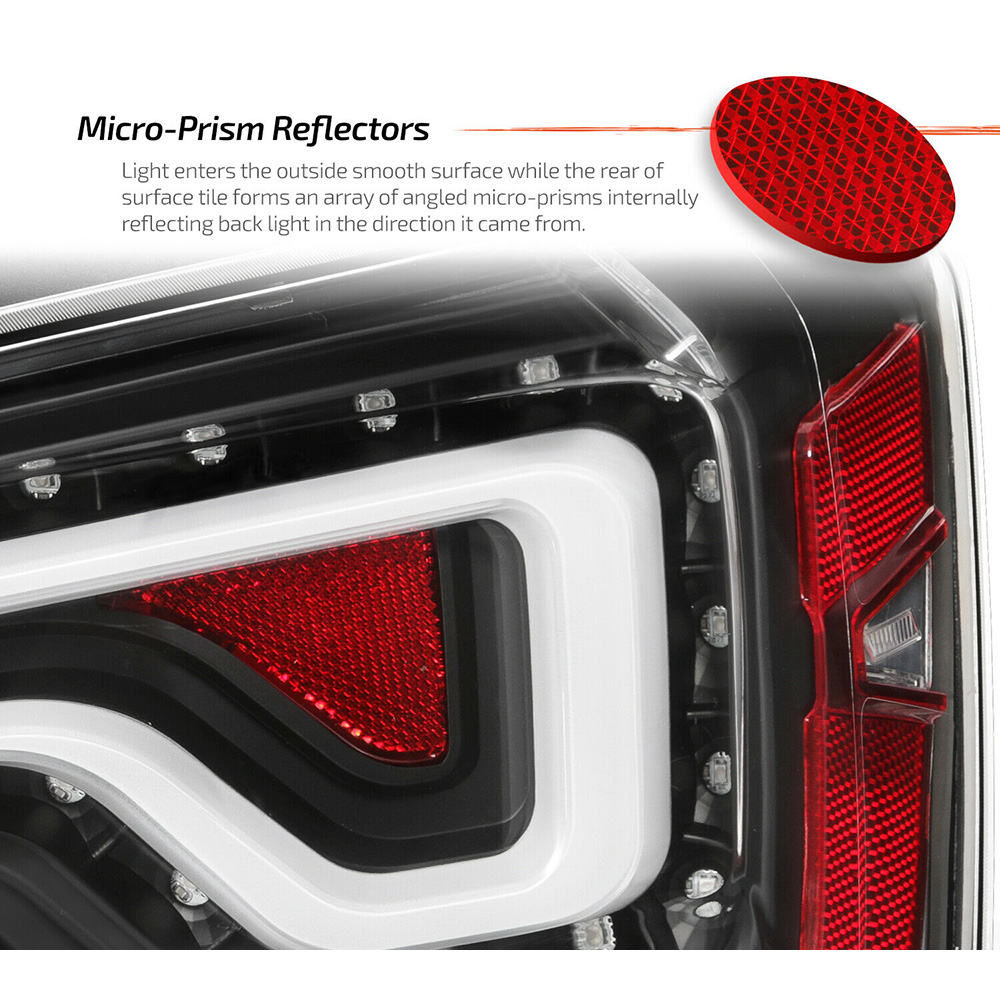 Micro-Prism Reflectors
Light enters the outside smooth surface while the rear of
surface tile forms an array of angled micro-prisms internally
reflecting back light in the direction it came from.